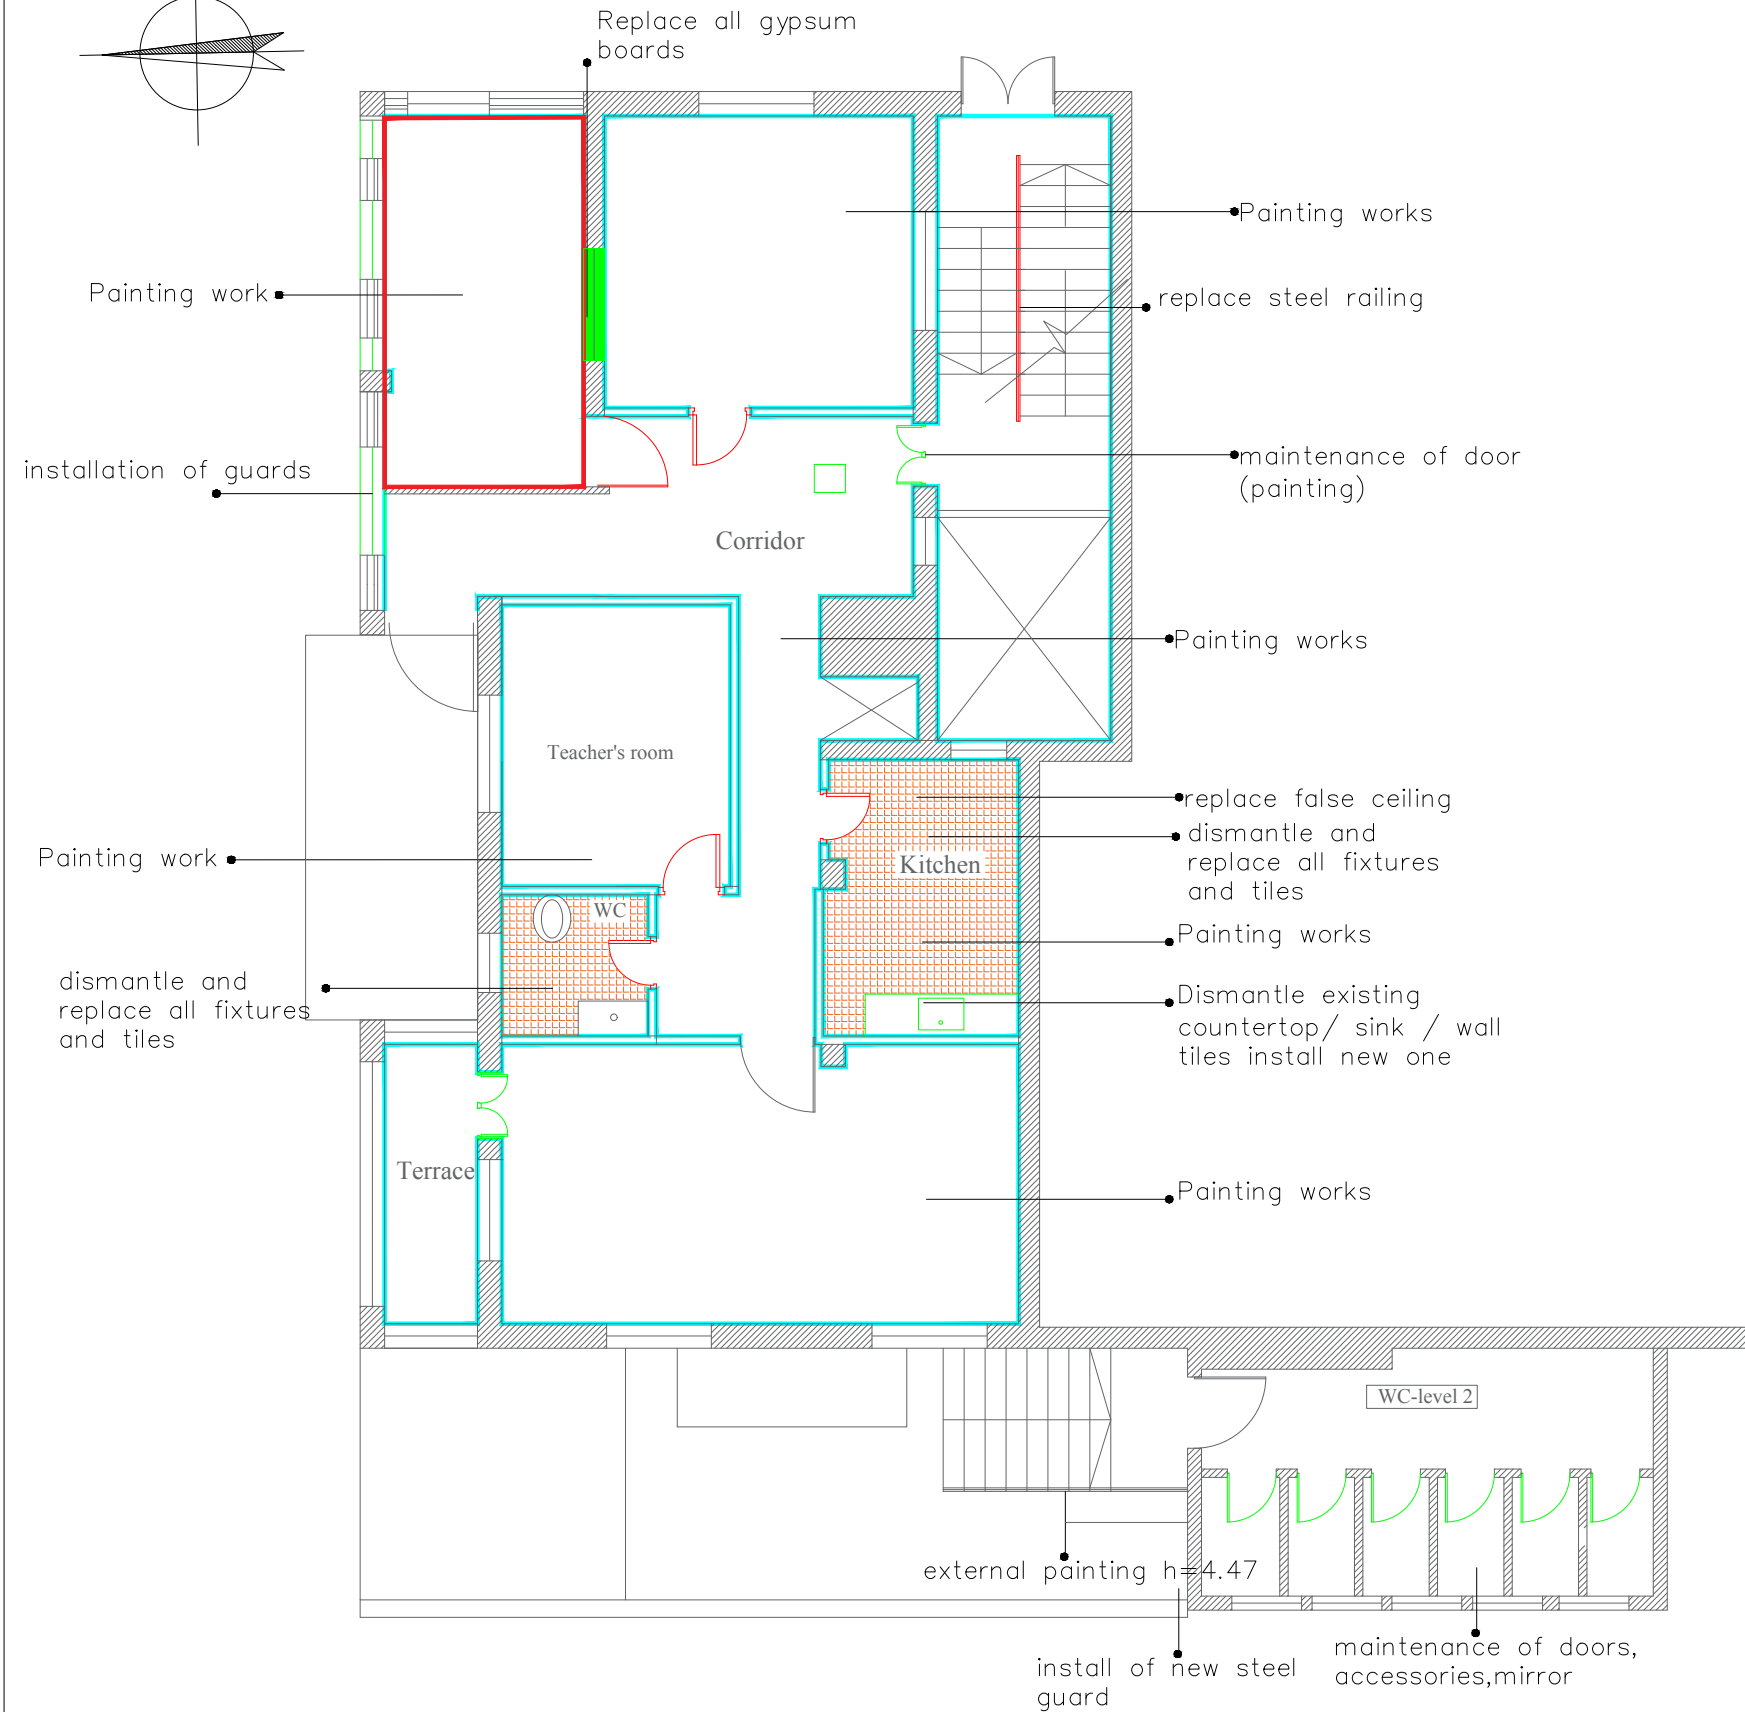 Replace all gypsum
boards
Painting works
Painting work
replace steel railing
installation of guards
maintenance of door
(painting)
Corridor
Painting works
Teacher's room
replace false ceiling
dismantle and
replace all fixtures
and tiles
Kitchen
Painting work
WC
Painting works
dismantle and
replace all fixtures
and tiles
Dismantle existing
countertop/ sink / wall
tiles install new one
Terrace
Painting works
WC-level 2
external painting h=4.47
install of new steel
guard
maintenance of doors,
accessories,mirror